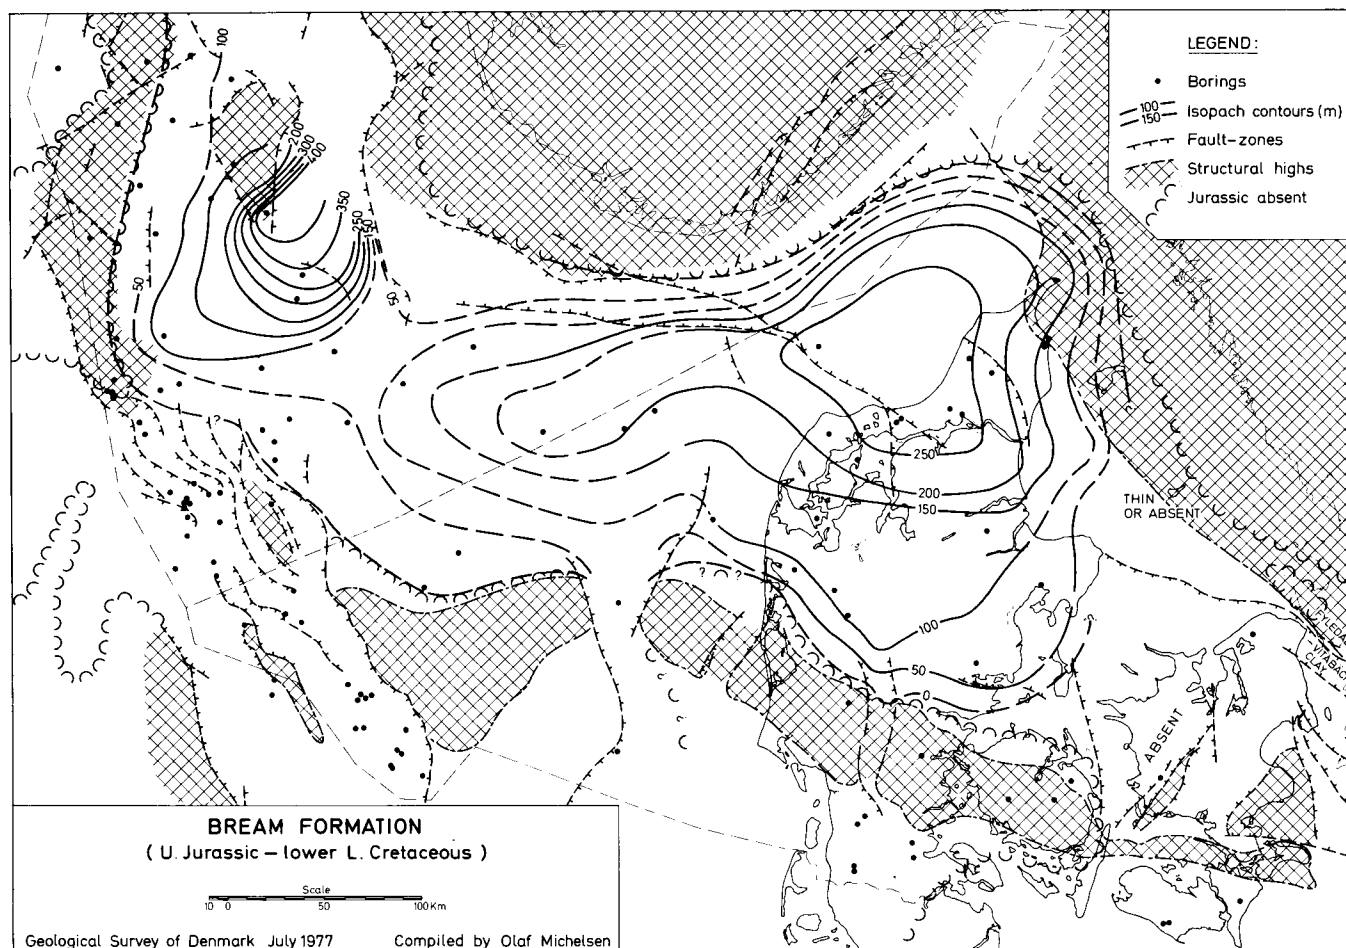 LEGEND:
Borings
100
150
Isopach contours (m)
Fault-zones
Structural highs
Jurassic absent
100
200
300
400
350
250
150
50
50
?
250
200
150
THIN
OR ABSENT
? ?
100
50
0
ABSENT
FYLEDAL
VITABÄCK
CLAY
BREAM FORMATION
( U. Jurassic – lower L. Cretaceous )
Scale
10 0 50 100 Km
Geological Survey of Denmark July 1977 Compiled by Olaf Michelsen